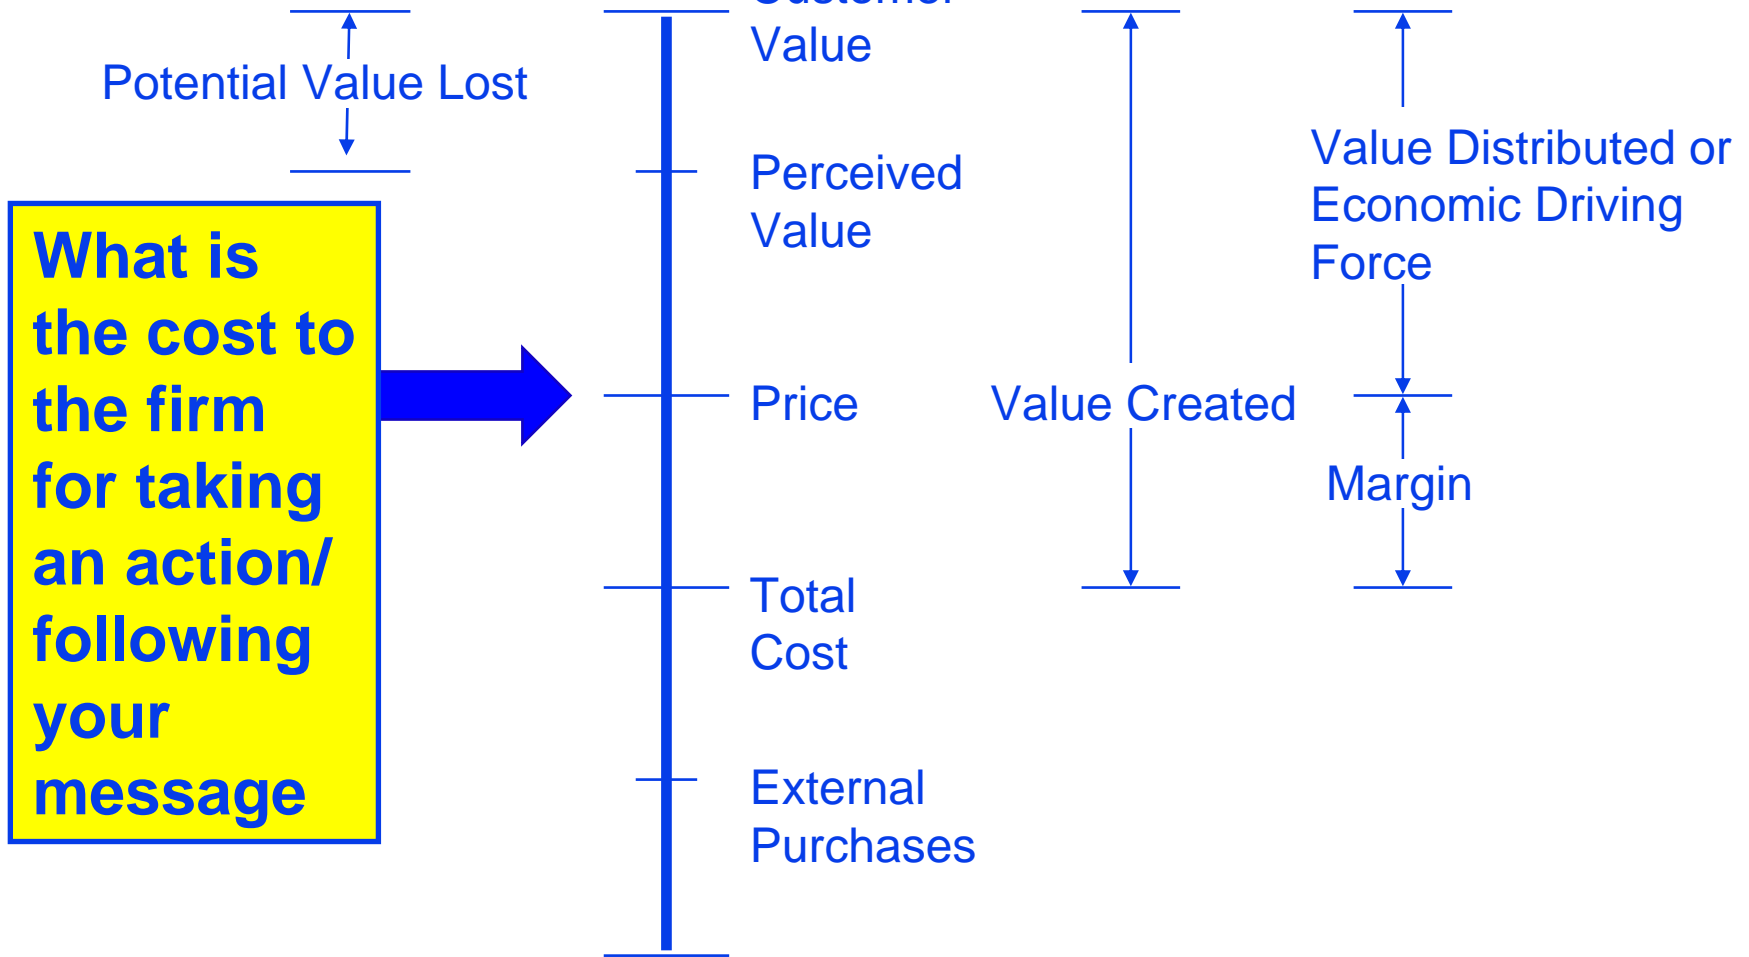 Value
Potential Value Lost
Perceived
Value
Value Distributed or
Economic Driving
Force
What is
the cost to
the firm
for taking
an action/
following
your
message
Price
Value Created
Margin
Total
Cost
External
Purchases